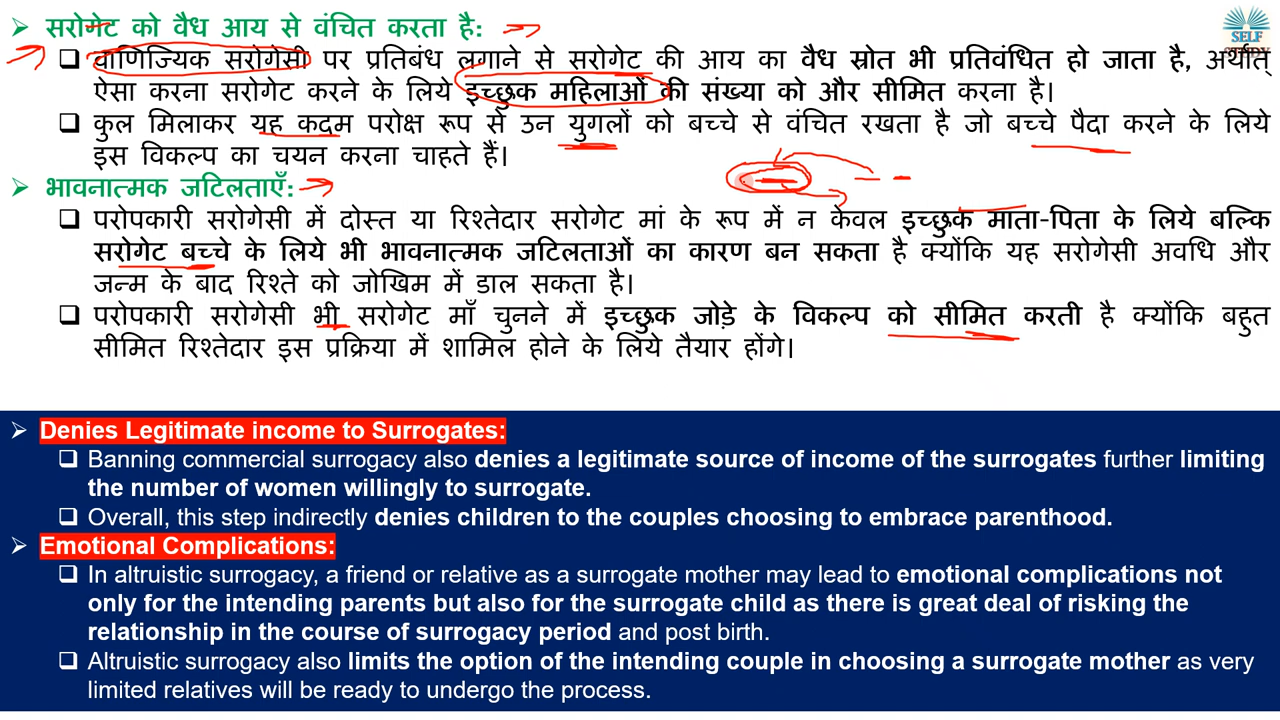 ➢ सरोगेट को वैध आय से वंचित करता है:
SELF
STUDY
❑ वाणिज्यिक सरोगेसी पर प्रतिबंध लगाने से सरोगेट की आय का वैध स्रोत भी प्रतिबंधित हो जाता है, अर्थात्
ऐसा करना सरोगेट करने के लिये इच्छुक महिलाओं की संख्या को और सीमित करना है।
❑ कुल मिलाकर यह कदम परोक्ष रूप से उन युगलों को बच्चे से वंचित रखता है जो बच्चे पैदा करने के लिये
इस विकल्प का चयन करना चाहते हैं।
➢ भावनात्मक जटिलताएँ:
❑ परोपकारी सरोगेसी में दोस्त या रिश्तेदार सरोगेट मां के रूप में न केवल इच्छुक माता-पिता के लिये बल्कि
सरोगेट बच्चे के लिये भी भावनात्मक जटिलताओं का कारण बन सकता है क्योंकि यह सरोगेसी अवधि और
जन्म के बाद रिश्ते को जोखिम में डाल सकता है।
❑ परोपकारी सरोगेसी भी सरोगेट माँ चुनने में इच्छुक जोड़े के विकल्प को सीमित करती है क्योंकि बहुत
सीमित रिश्तेदार इस प्रक्रिया में शामिल होने के लिये तैयार होंगे।
➢ Denies Legitimate income to Surrogates:
❑ Banning commercial surrogacy also denies a legitimate source of income of the surrogates further limiting
the number of women willingly to surrogate.
❑ Overall, this step indirectly denies children to the couples choosing to embrace parenthood.
➢ Emotional Complications:
❑ In altruistic surrogacy, a friend or relative as a surrogate mother may lead to emotional complications not
only for the intending parents but also for the surrogate child as there is great deal of risking the
relationship in the course of surrogacy period and post birth.
❑ Altruistic surrogacy also limits the option of the intending couple in choosing a surrogate mother as very
limited relatives will be ready to undergo the process.